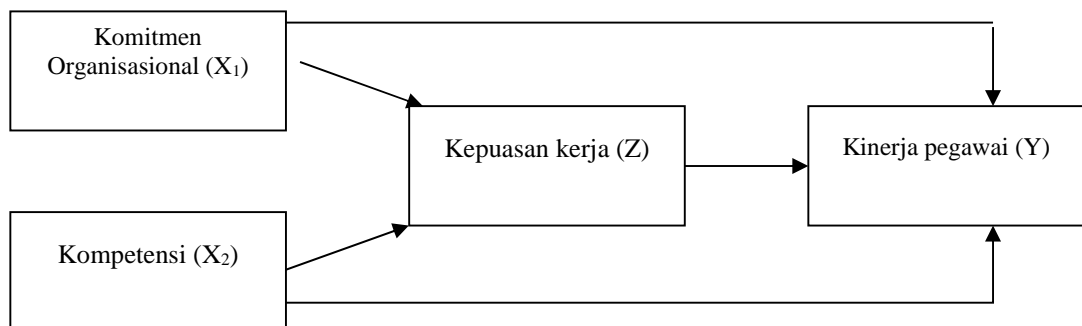 Komitmen
Organisasional (X₁)
Kepuasan kerja (Z)
Kinerja pegawai (Y)
Kompetensi (X₂)